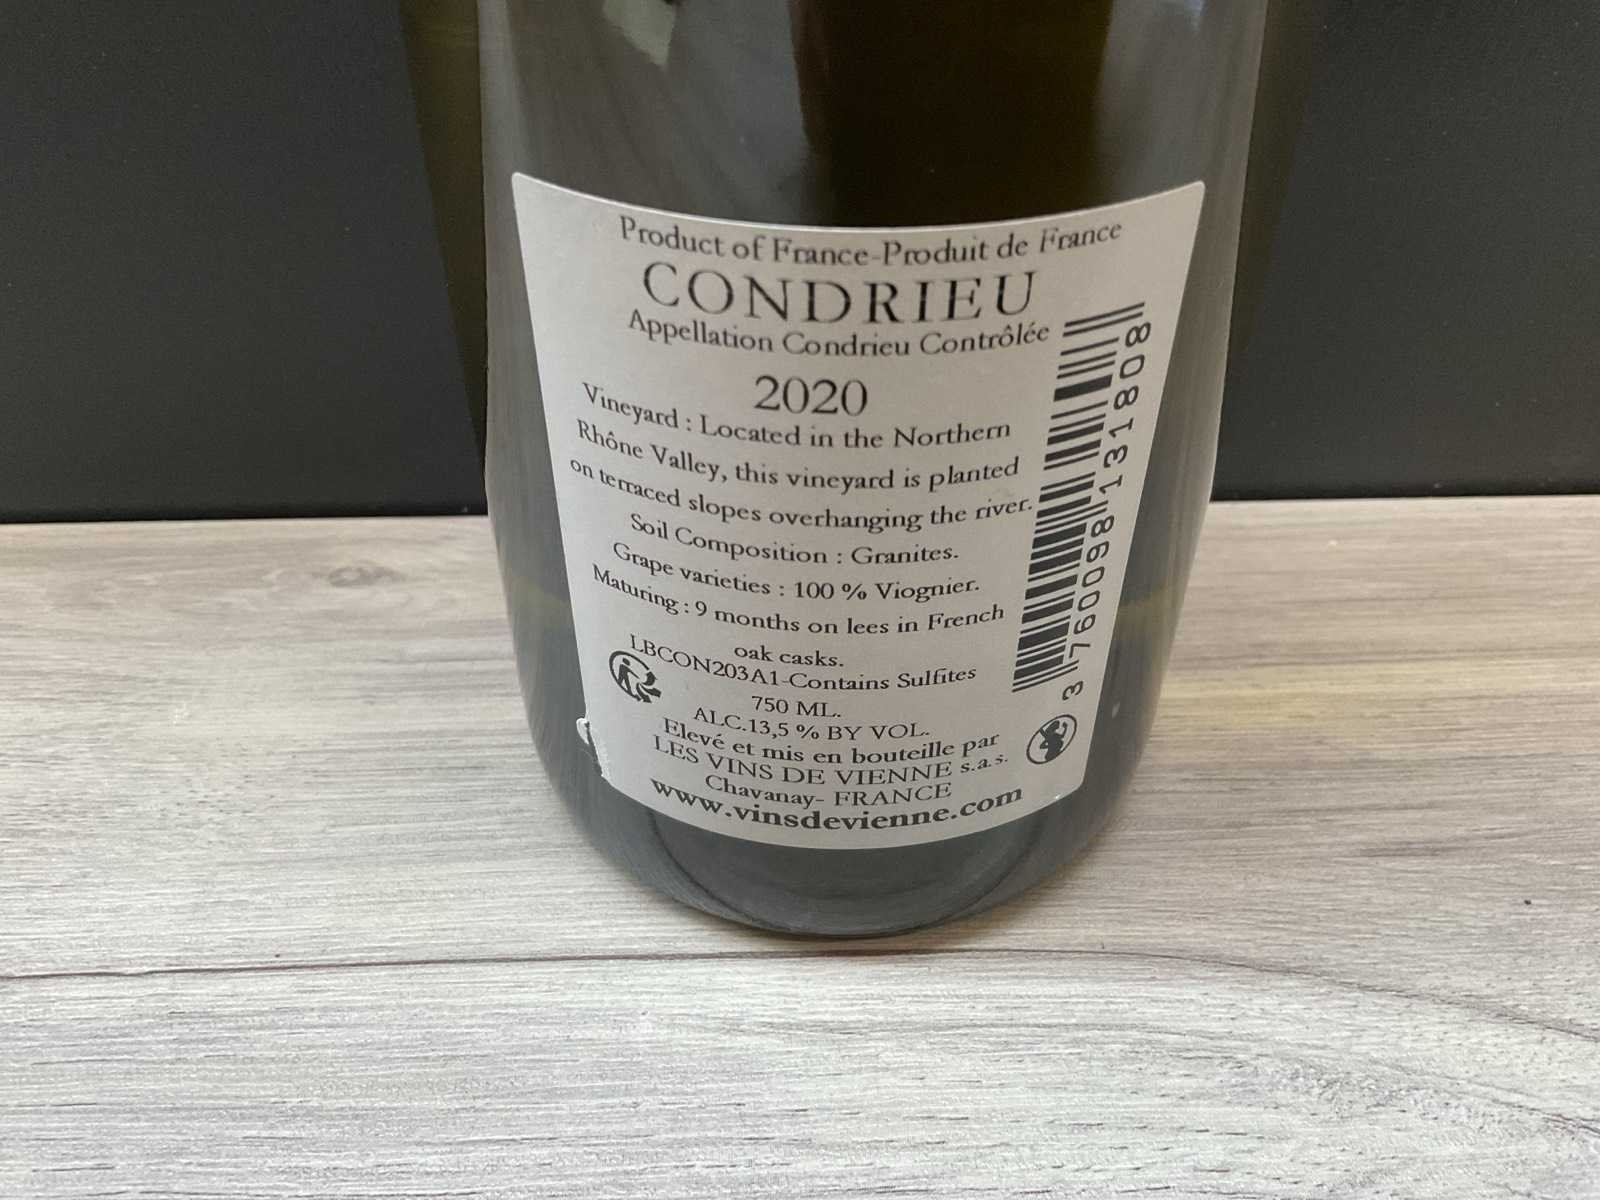 Product of France-Produit de France
CONDRIEU
Appellation Condrieu Contrôlée
2020
Vineyard : Located in the Northern
Rhône Valley, this vineyard is planted
on terraced slopes overhanging the river.
Soil Composition : Granites.
Grape varieties : 100 % Viognier.
Maturing : 9 months on lees in French
oak casks.
LBCON203A1-Contains Sulfites
750 ML.
ALC.13,5 % BY VOL.
Elevé et mis en bouteille par
LES VINS DE VIENNE s.a.s.
Chavanay- FRANCE
www.vinsdevienne.com
3 760098 131808